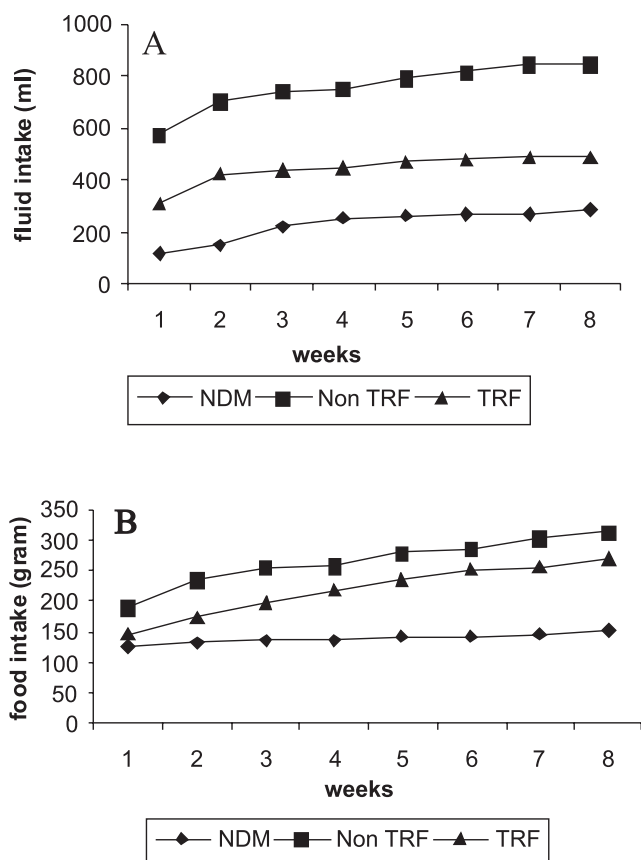 A
fluid intake (ml)
1000
800
600
400
200
0
1 2 3 4 5 6 7 8
weeks
NDM Non TRF TRF
B
food intake (gram)
350
300
250
200
150
100
50
0
1 2 3 4 5 6 7 8
weeks
NDM Non TRF TRF